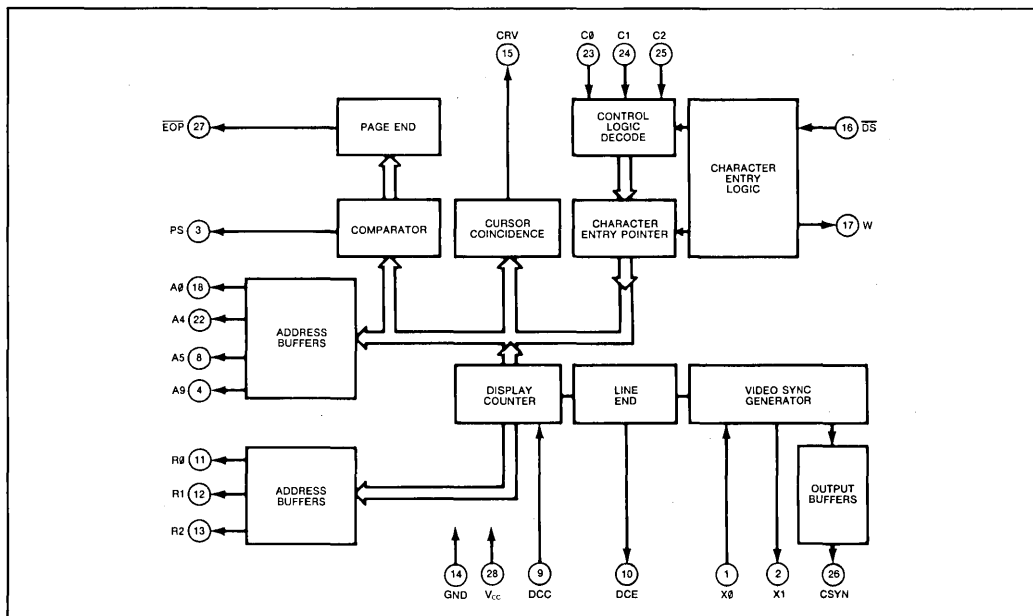 CRV
15
C0
23
C1
24
C2
25
EOP 27
PAGE END
CONTROL
LOGIC
DECODE
CHARACTER
ENTRY
LOGIC
16 DS
17 W
PS 3
COMPARATOR
CURSOR
COINCIDENCE
CHARACTER
ENTRY POINTER
A0 18
A4 22
A5 8
A9 4
ADDRESS
BUFFERS
DISPLAY
COUNTER
LINE
END
VIDEO SYNC
GENERATOR
R0 11
R1 12
R2 13
ADDRESS
BUFFERS
OUTPUT
BUFFERS
14
GND
28
Vcc
9
DCC
10
DCE
1
X0
2
X1
26
CSYN